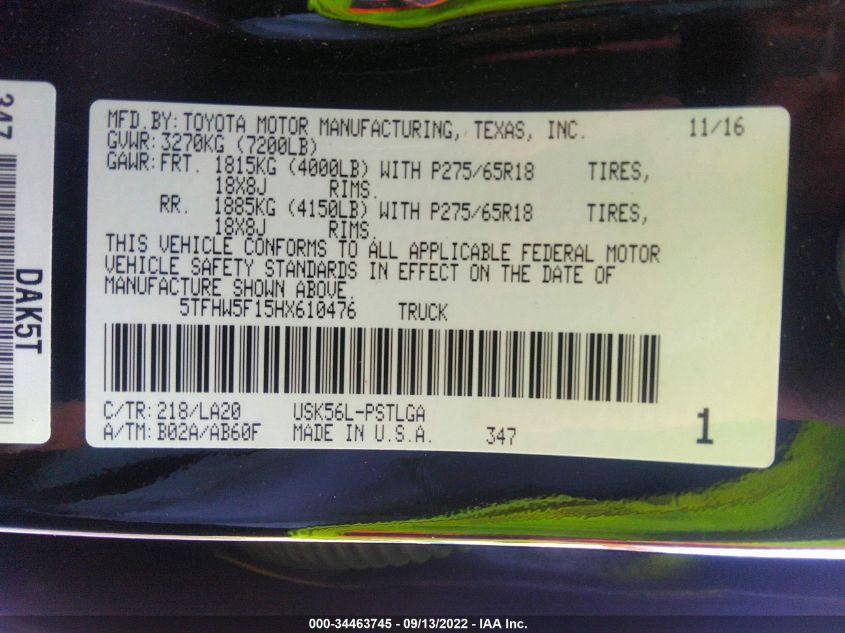 MFD.BY:TOYOTA MOTOR MANUFACTURING, TEXAS, INC. 11/16
GVWR:3270KG (7200LB)
GAWR:FRT. 1815KG (4000LB) WITH P275/65R18 TIRES,
18X8J RIMS.
RR. 1885KG (4150LB) WITH P275/65R18 TIRES,
18X8J RIMS.
THIS VEHICLE CONFORMS TO ALL APPLICABLE FEDERAL MOTOR
VEHICLE SAFETY STANDARDS IN EFFECT ON THE DATE OF
MANUFACTURE SHOWN ABOVE.
5TFHW5F15HX610476 TRUCK
C/TR:218/LA20 USK56L-PSTLGA
A/TM:B02A/AB60F MADE IN U.S.A. 347 1
347
DAK5T
000-34463745 - 09/13/2022 - IAA Inc.